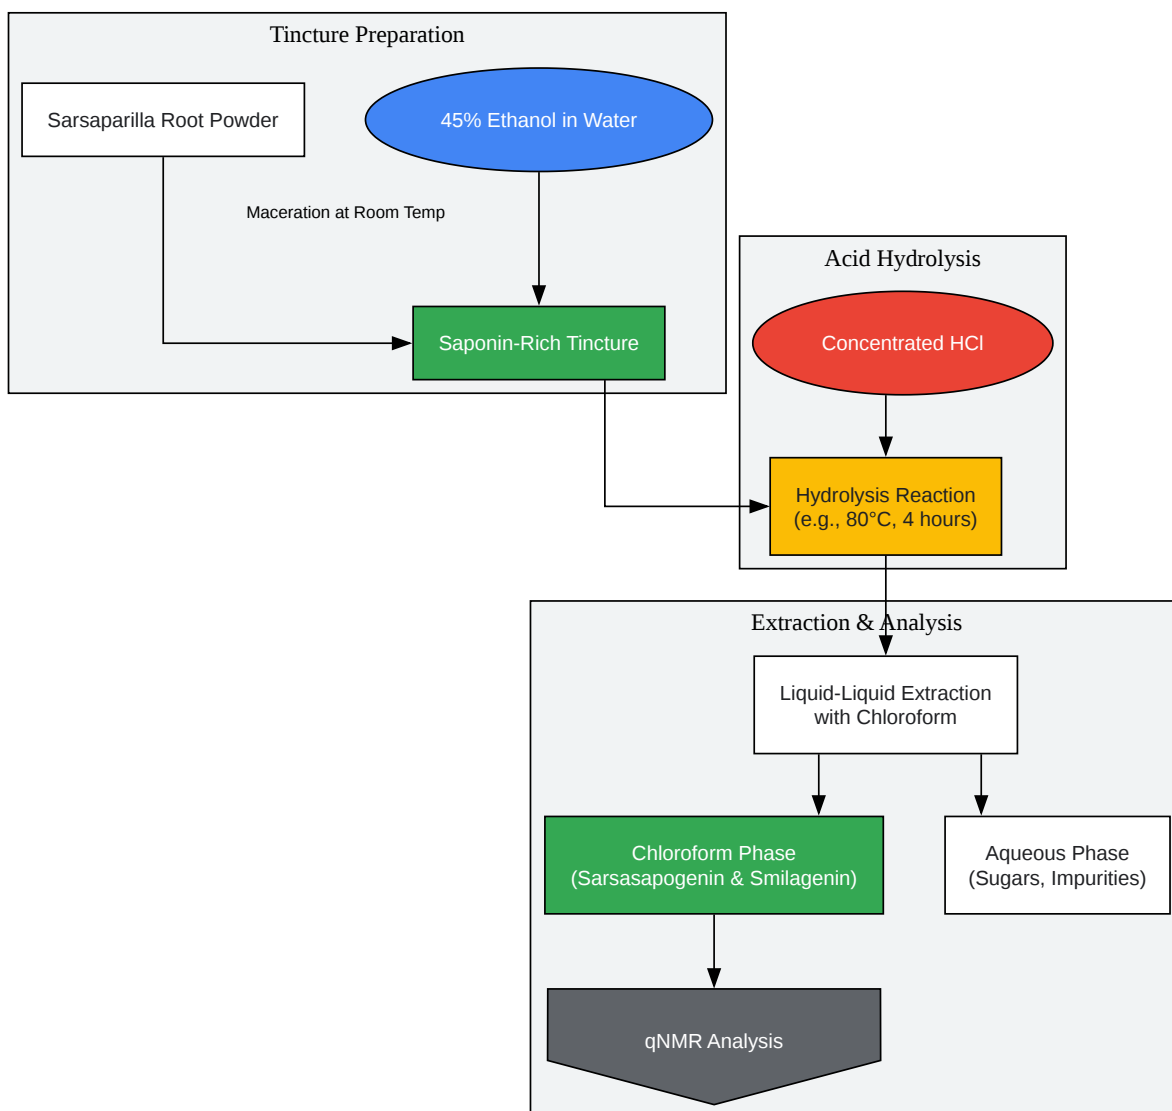 Tincture Preparation
Sarsaparilla Root Powder
45% Ethanol in Water
Maceration at Room Temp
Saponin-Rich Tincture
Acid Hydrolysis
Concentrated HCl
Hydrolysis Reaction
(e.g., 80°C, 4 hours)
Extraction & Analysis
Liquid-Liquid Extraction
with Chloroform
Chloroform Phase
(Sarsasapogenin & Smilagenin)
Aqueous Phase
(Sugars, Impurities)
qNMR Analysis